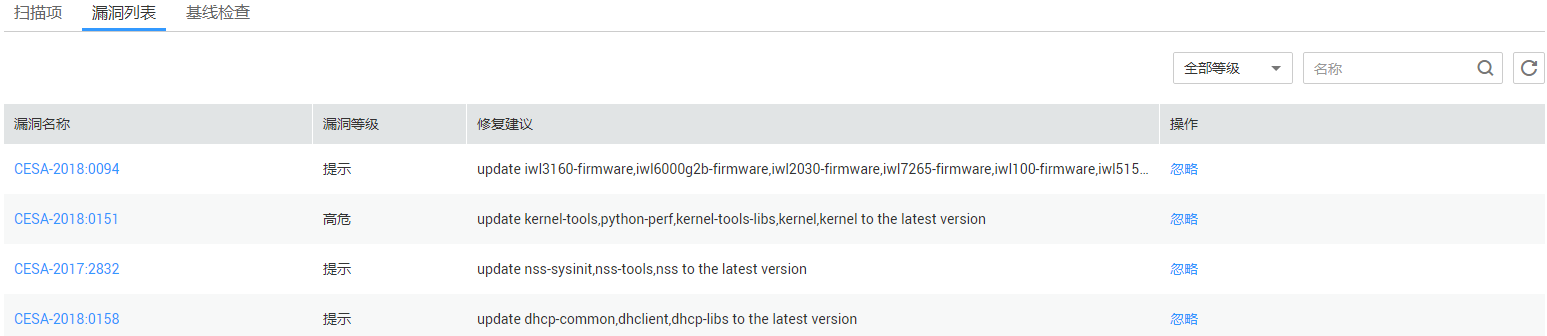 扫描项 漏洞列表 基线检查
全部等级 名称
漏洞名称 漏洞等级 修复建议 操作
CESA-2018:0094 提示 update iwl3160-firmware,iwl6000g2b-firmware,iwl2030-firmware,iwl7265-firmware,iwl100-firmware,iwl515... 忽略
CESA-2018:0151 高危 update kernel-tools,python-perf,kernel-tools-libs,kernel,kernel to the latest version 忽略
CESA-2017:2832 提示 update nss-sysinit,nss-tools,nss to the latest version 忽略
CESA-2018:0158 提示 update dhcp-common,dhclient,dhcp-libs to the latest version 忽略